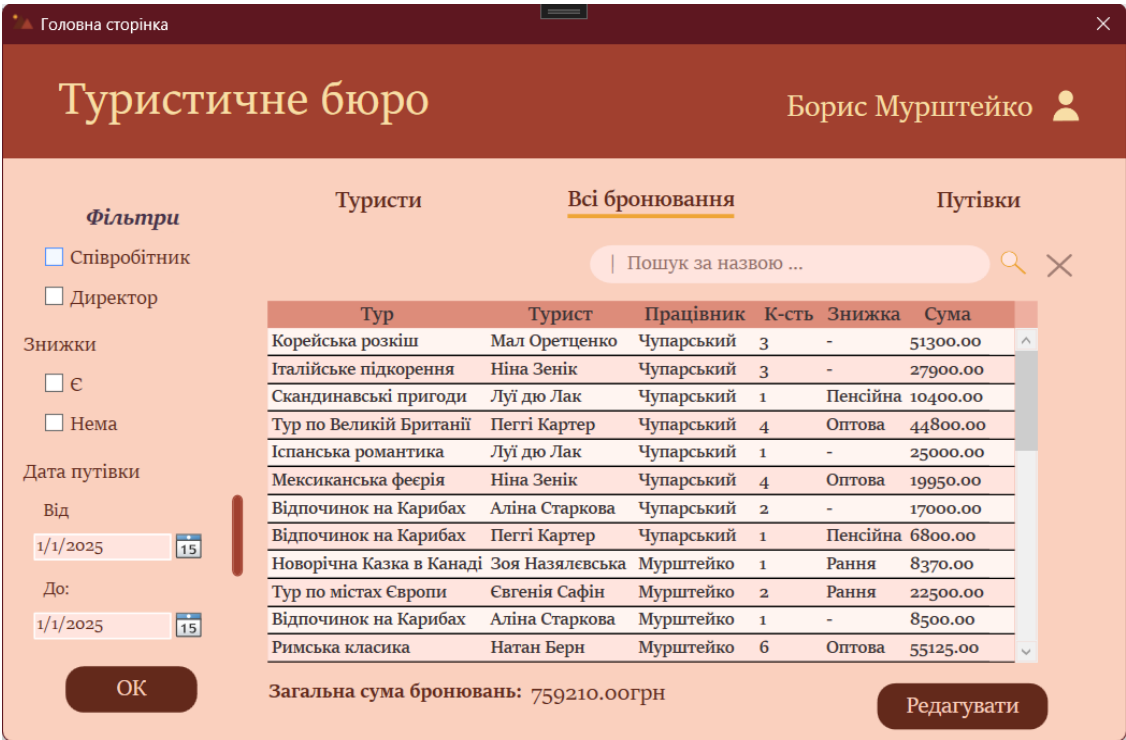 Головна сторінка
Туристичне бюро
Борис Мурштейко
Фільтри
Співробітник
Директор
Знижки
Є
Нема
Дата путівки
Від
1/1/2025
15
До:
1/1/2025
15
ОК
Туристи Всі бронювання Путівки
| Пошук за назвою ...
Тур Турист Працівник К-сть Знижка Сума
Корейська розкіш Мал Оретценко Чупарський 3 - 51300.00
Італійське підкорення Ніна Зенік Чупарський 3 - 27900.00
Скандинавські пригоди Луї дю Лак Чупарський 1 Пенсійна 10400.00
Тур по Великій Британії Пеггі Картер Чупарський 4 Оптова 44800.00
Іспанська романтика Луї дю Лак Чупарський 1 - 25000.00
Мексиканська феєрія Ніна Зенік Чупарський 4 Оптова 19950.00
Відпочинок на Карибах Аліна Старкова Чупарський 2 - 17000.00
Відпочинок на Карибах Пеггі Картер Чупарський 1 Пенсійна 6800.00
Новорічна Казка в Канаді Зоя Назялєвська Мурштейко 1 Рання 8370.00
Тур по містах Європи Євгенія Сафін Мурштейко 2 Рання 22500.00
Відпочинок на Карибах Аліна Старкова Мурштейко 1 - 8500.00
Римська класика Натан Берн Мурштейко 6 Оптова 55125.00
Загальна сума бронювань: 759210.00грн
Редагувати